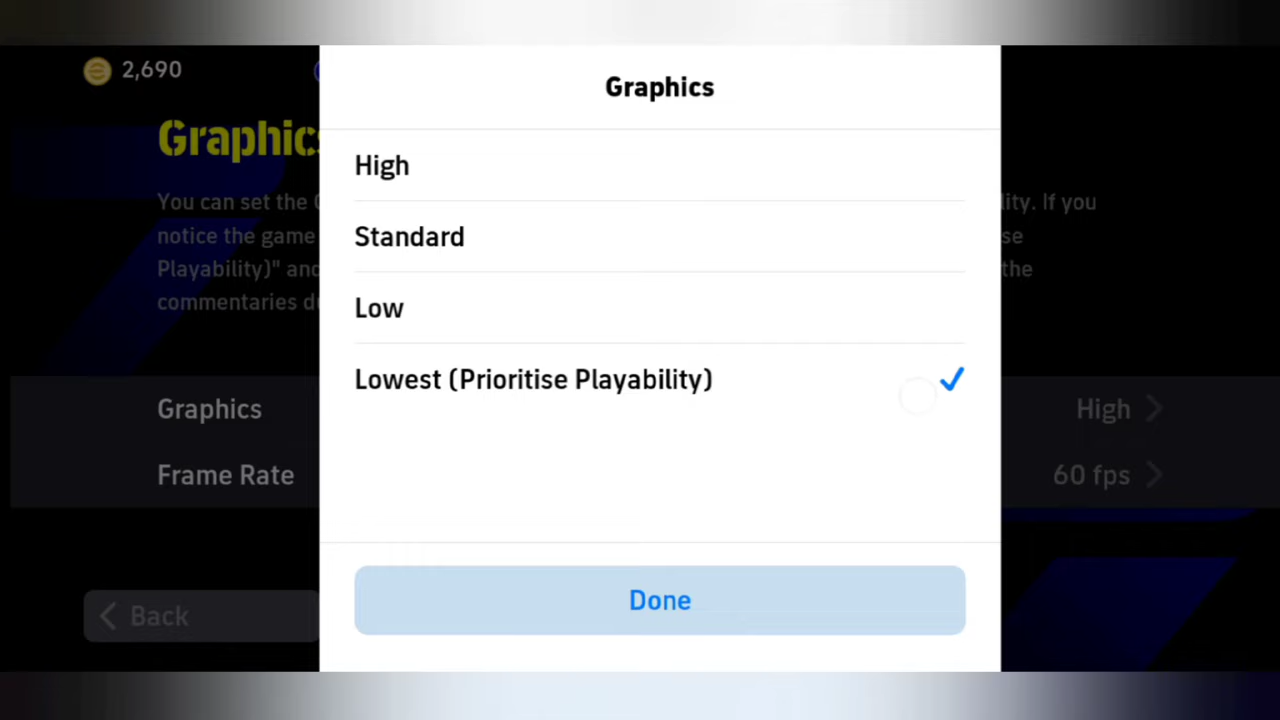 2,690
Graphics
Graphics
High
You can set the
lity. If you
Standard
notice the game
se
Playability)" and
the
Low
commentaries d
Lowest (Prioritise Playability)
Graphics
High
Frame Rate
60 fps
Done
Back